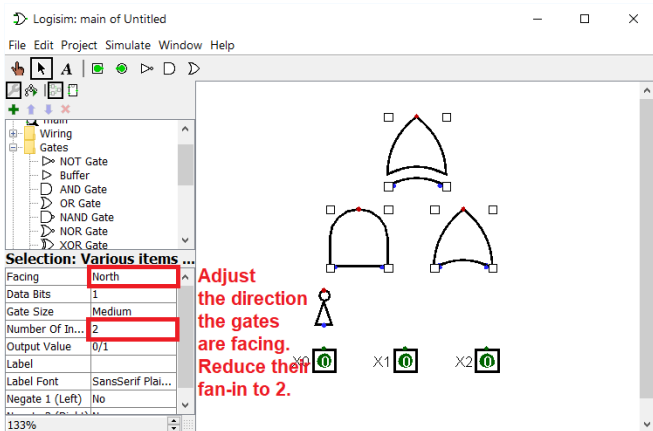 Logisim: main of Untitled
File Edit Project Simulate Window Help
A
main
Wiring
Gates
NOT Gate
Buffer
AND Gate
OR Gate
NAND Gate
NOR Gate
XOR Gate
Selection: Various items ...
Facing North
Data Bits 1
Gate Size Medium
Number Of In... 2
Output Value 0/1
Label
Label Font SansSerif Plai...
Negate 1 (Left) No
133%
Adjust
the direction
the gates
are facing.
Reduce their
fan-in to 2.
X0 0 X1 0 X2 0